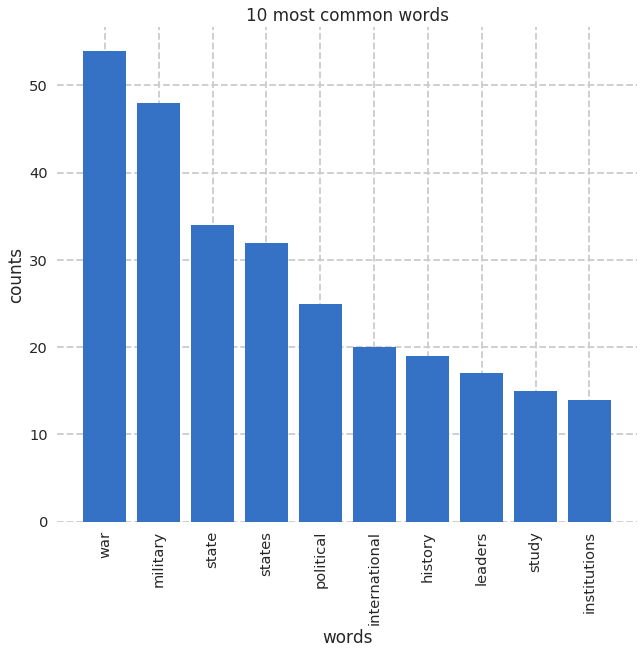 10 most common words
counts
50
40
30
20
10
0
war
military
state
states
political
international
history
leaders
study
institutions
words